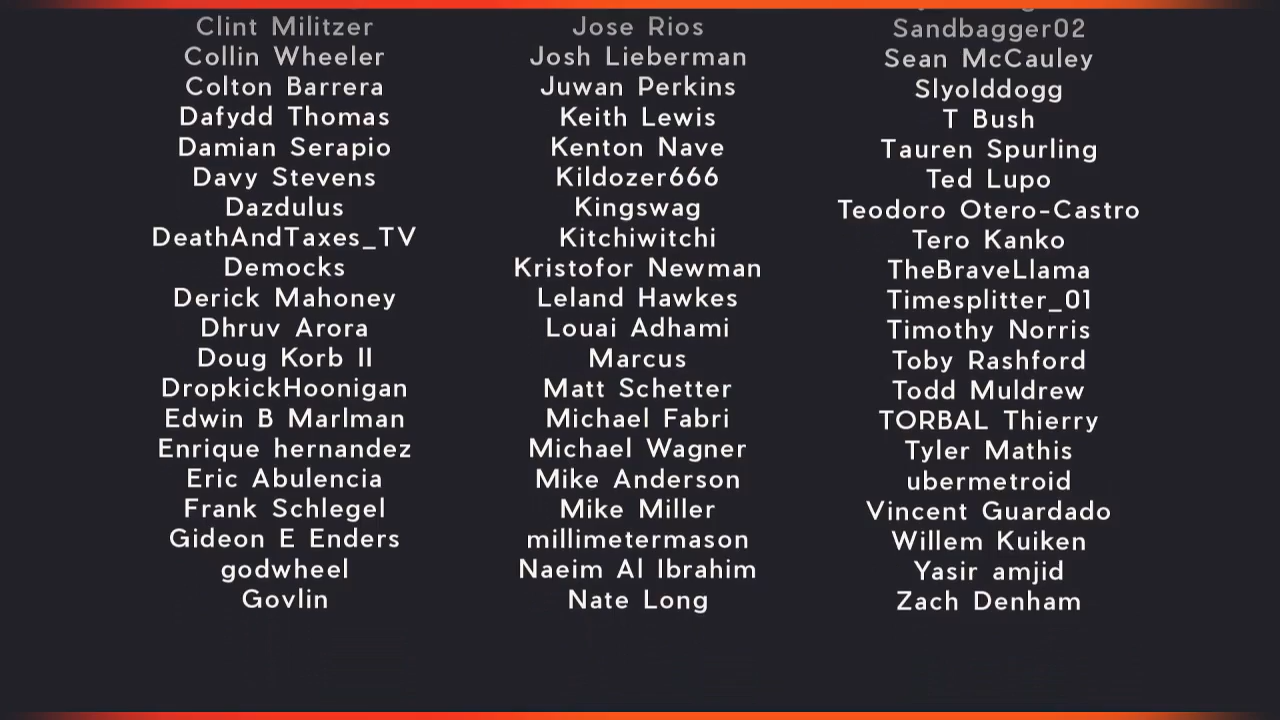 Clint Militzer
Collin Wheeler
Colton Barrera
Dafydd Thomas
Damian Serapio
Davy Stevens
Dazdulus
DeathAndTaxes_TV
Democks
Derick Mahoney
Dhruv Arora
Doug Korb II
DropkickHoonigan
Edwin B Marlman
Enrique hernandez
Eric Abulencia
Frank Schlegel
Gideon E Enders
godwheel
Govlin
Jose Rios
Josh Lieberman
Juwan Perkins
Keith Lewis
Kenton Nave
Kildozer666
Kingswag
Kitchiwitchi
Kristofor Newman
Leland Hawkes
Louai Adhami
Marcus
Matt Schetter
Michael Fabri
Michael Wagner
Mike Anderson
Mike Miller
millimetermason
Naeim Al Ibrahim
Nate Long
Sandbagger02
Sean McCauley
Slyolddogg
T Bush
Tauren Spurling
Ted Lupo
Teodoro Otero-Castro
Tero Kanko
TheBraveLlama
Timesplitter_01
Timothy Norris
Toby Rashford
Todd Muldrew
TORBAL Thierry
Tyler Mathis
ubermetroid
Vincent Guardado
Willem Kuiken
Yasir amjid
Zach Denham